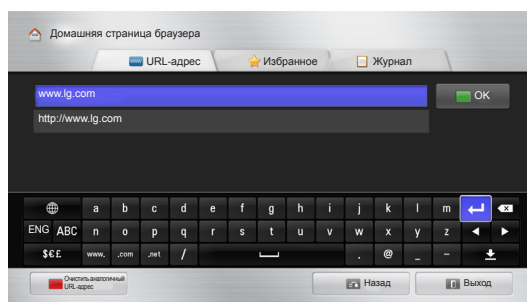 Домашняя страница браузера
www URL-адрес Избранное Журнал
www.lg.com OK
http://www.lg.com
a b c d e f g h i j k l m
ENG ABC n o p q r s t u v w x y z
$€£ www. .com .net / . @ _ -
Очистить аналогичный
URL-адрес
Назад Выход